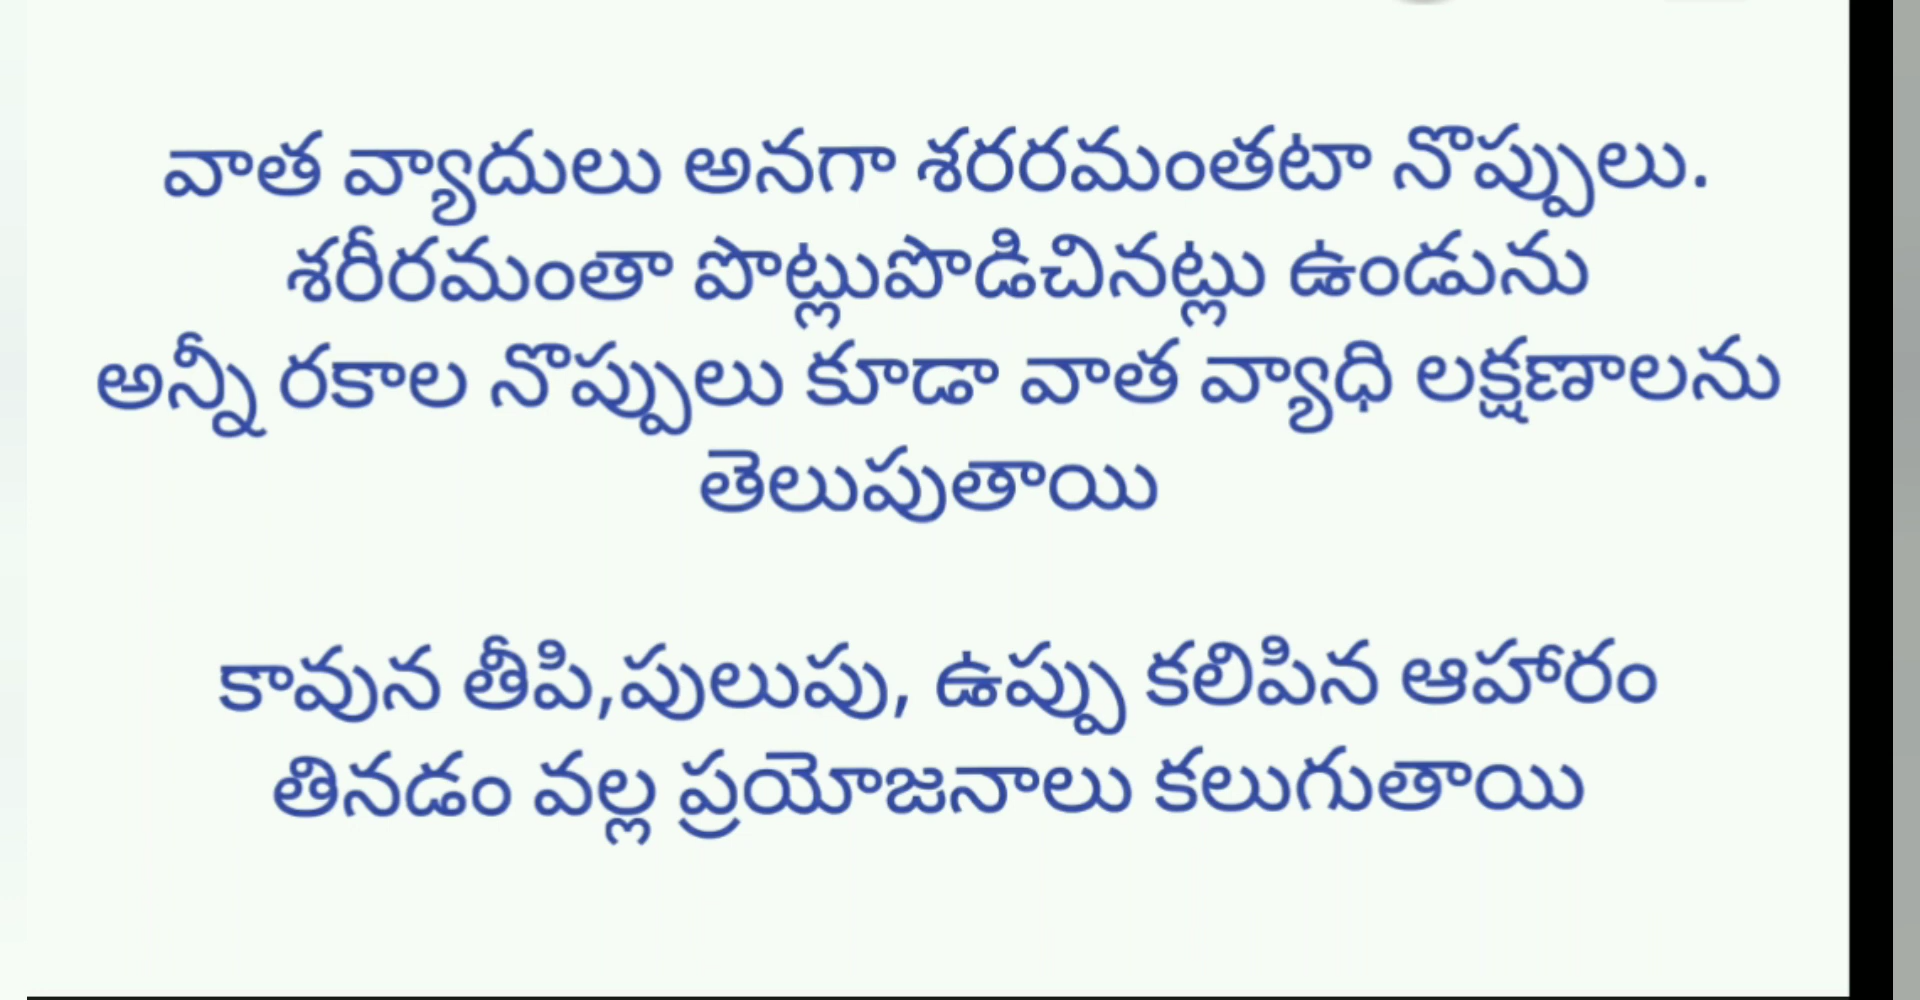 వాత వ్యాదులు అనగా శరరమంతటా నొప్పులు.
శరీరమంతా పొట్లుపొడిచినట్లు ఉండును
అన్నీ రకాల నొప్పులు కూడా వాత వ్యాధి లక్షణాలను
తెలుపుతాయి
కావున తీపి,పులుపు, ఉప్పు కలిపిన ఆహారం
తినడం వల్ల ప్రయోజనాలు కలుగుతాయి